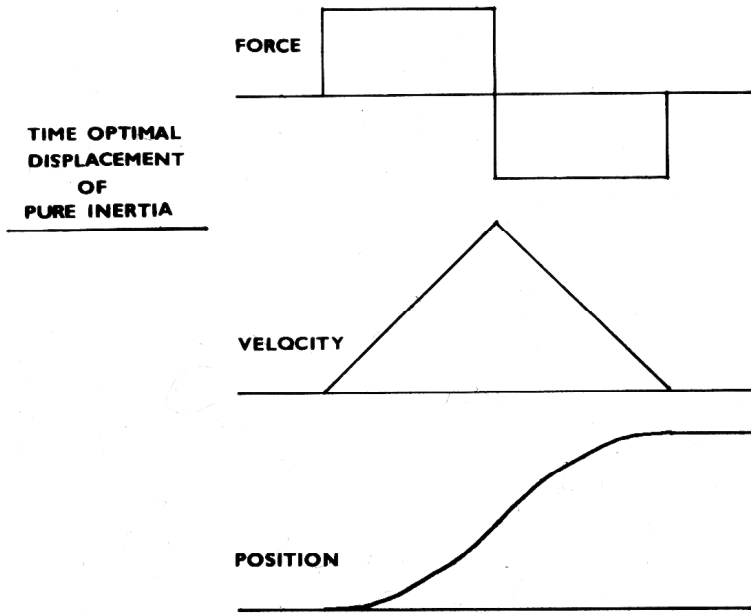 FORCE
TIME OPTIMAL
DISPLACEMENT
OF
PURE INERTIA
VELOCITY
POSITION